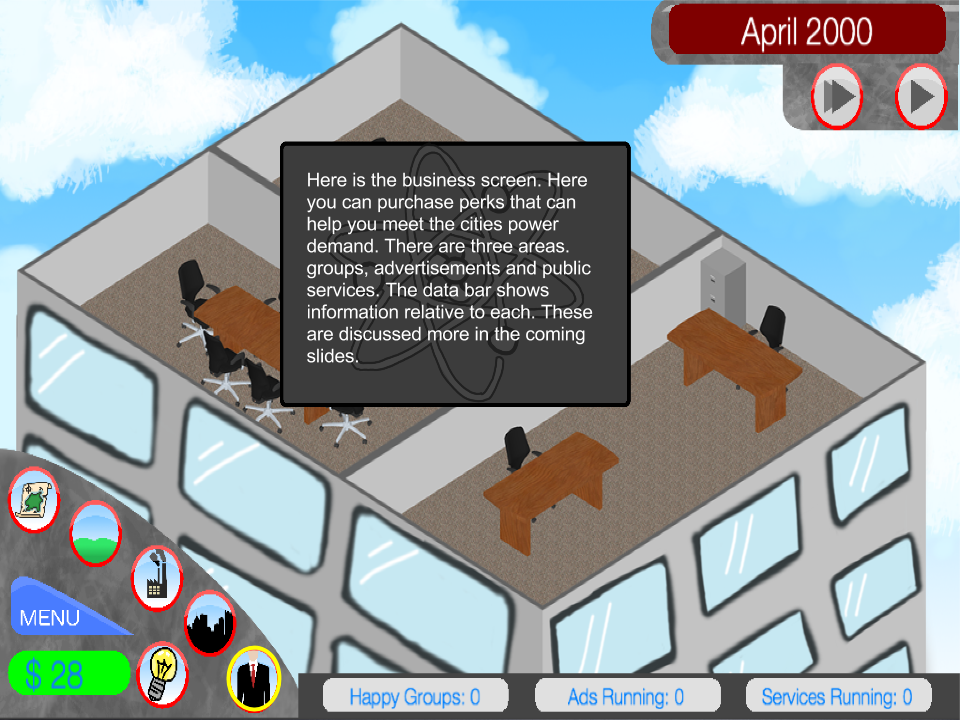 April 2000
Here is the business screen. Here
you can purchase perks that can
help you meet the cities power
demand. There are three areas.
groups, advertisements and public
services. The data bar shows
information relative to each. These
are discussed more in the coming
slides.
MENU
$ 28
Happy Groups: 0
Ads Running: 0
Services Running: 0